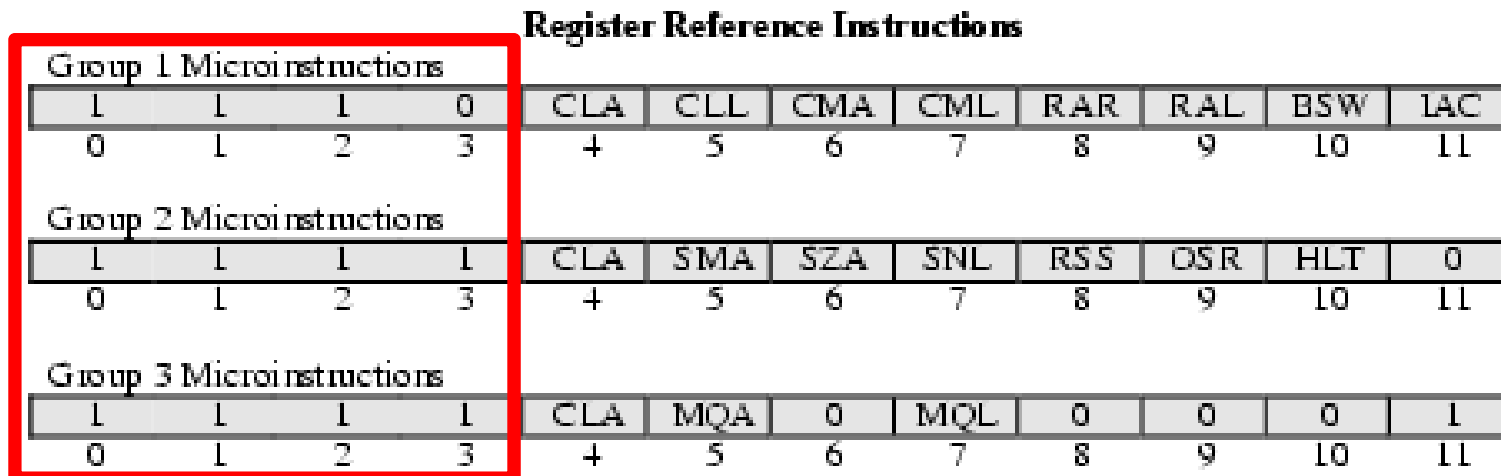 Register Reference Instructions
Group 1 Microinstructions
1 1 1 0 CLA CLL CMA CML RAR RAL BSW IAC
0 1 2 3 4 5 6 7 8 9 10 11
Group 2 Microinstructions
1 1 1 1 CLA SMA SZA SNL RSS OSR HLT 0
0 1 2 3 4 5 6 7 8 9 10 11
Group 3 Microinstructions
1 1 1 1 CLA MQA 0 MQL 0 0 0 1
0 1 2 3 4 5 6 7 8 9 10 11